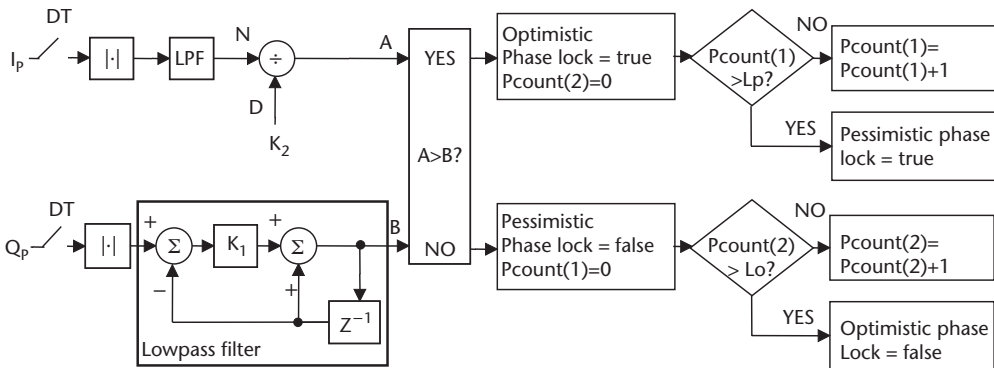 DT
I_P
|·|
LPF
N
÷
D
K_2
A
YES
A>B?
NO
Optimistic
Phase lock = true
Pcount(2)=0
Pcount(1)
>Lp?
NO
Pcount(1)=
Pcount(1)+1
YES
Pessimistic phase
lock = true
DT
Q_P
|·|
+
Σ
−
K_1
+
Σ
+
Z^−1
Lowpass filter
B
Pessimistic
Phase lock = false
Pcount(1)=0
Pcount(2)
> Lo?
NO
Pcount(2)=
Pcount(2)+1
YES
Optimistic phase
Lock = false